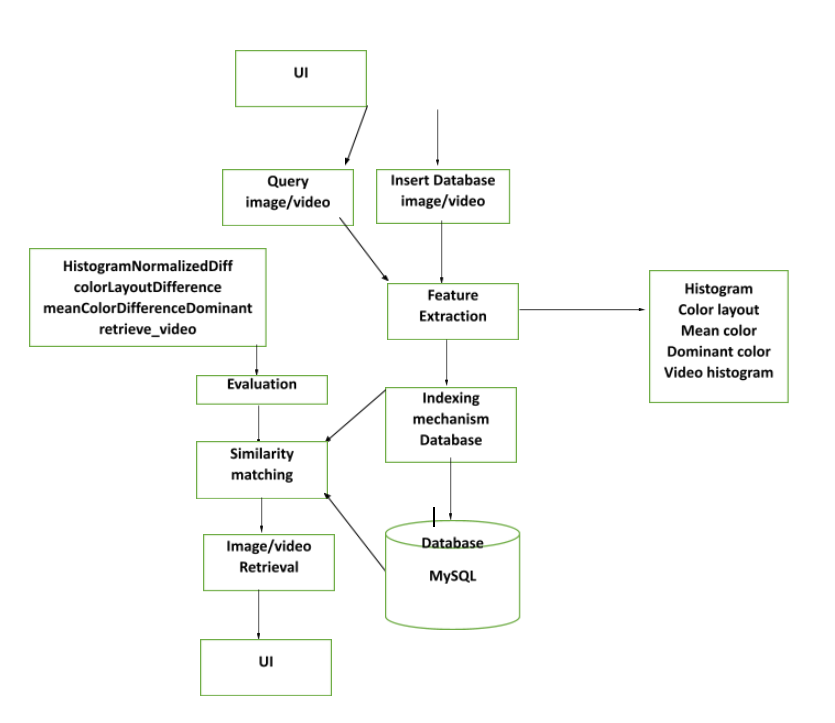 UI
Query
image/video
Insert Database
image/video
HistogramNormalizedDiff
colorLayoutDifference
meanColorDifferenceDominant
retrieve_video
Feature
Extraction
Histogram
Color layout
Mean color
Dominant color
Video histogram
Evaluation
Indexing
mechanism
Database
Similarity
matching
Image/video
Retrieval
Database
MySQL
UI